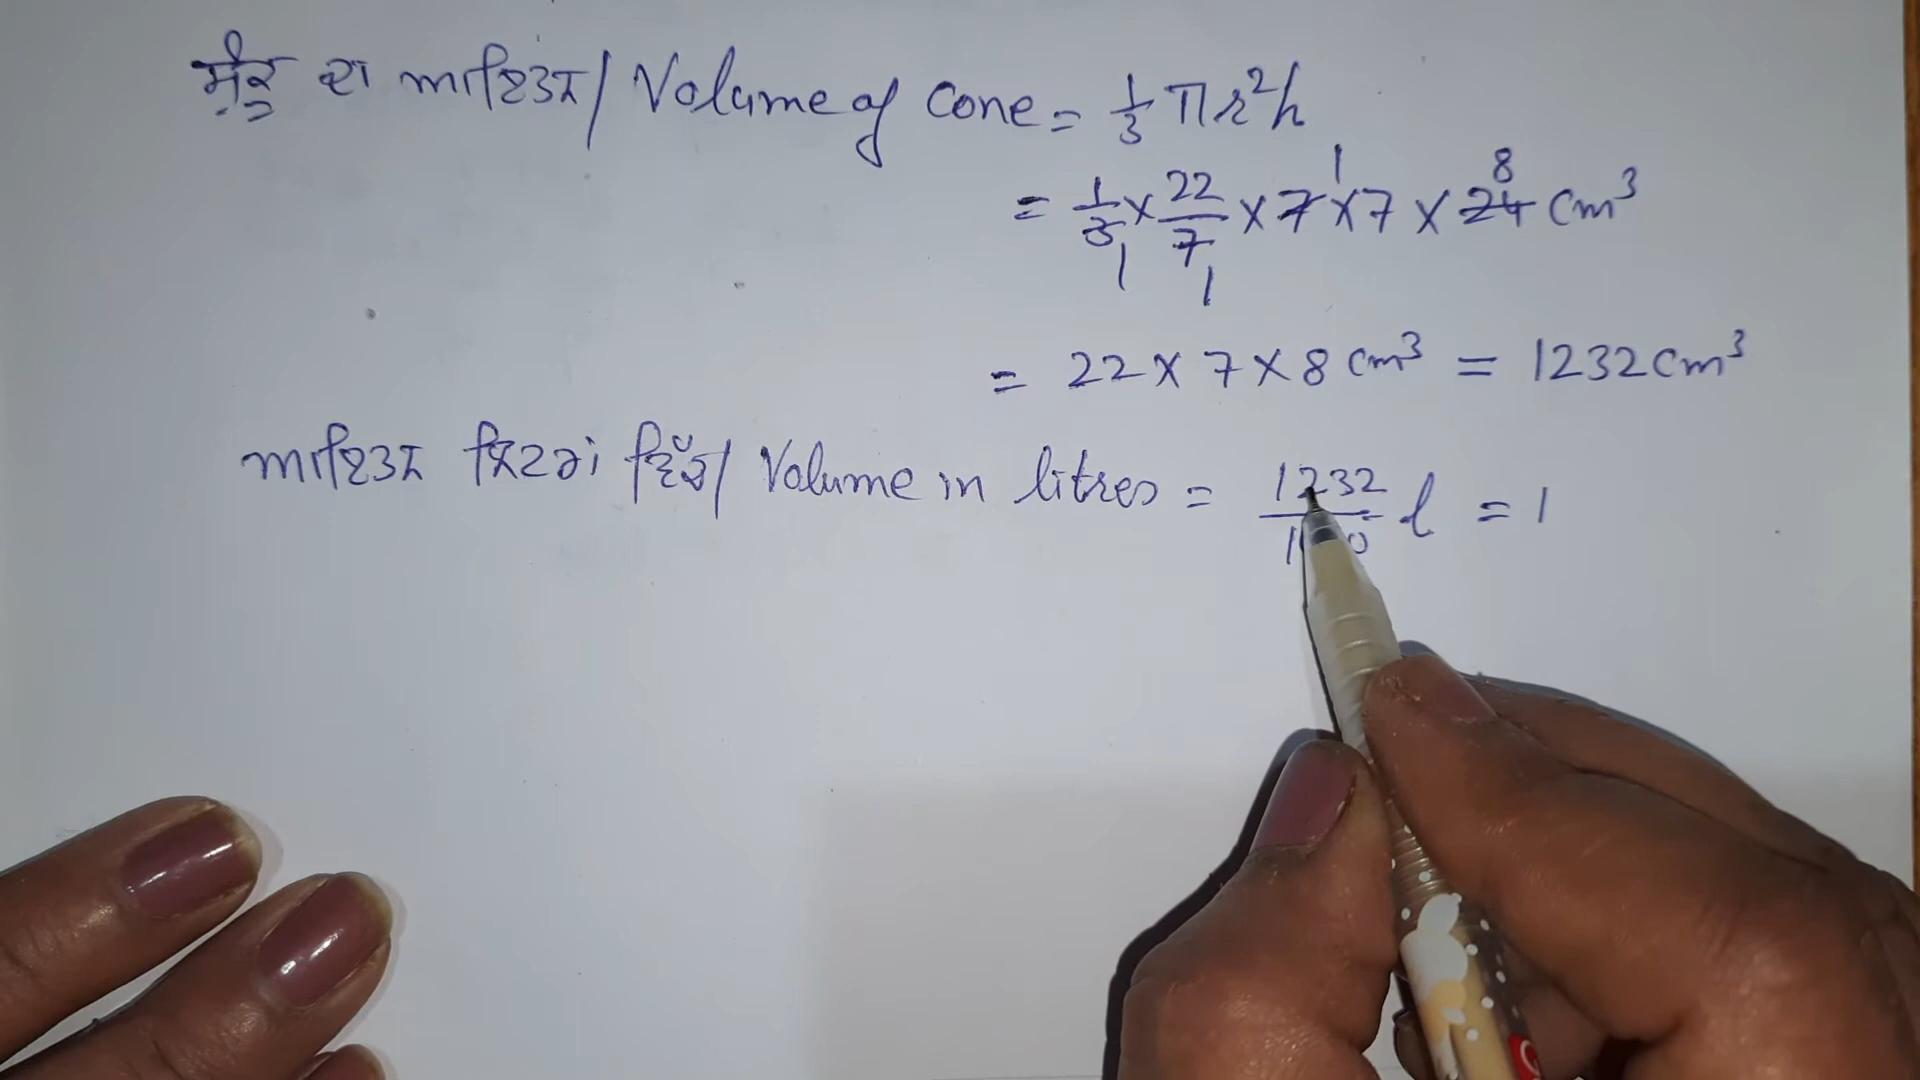 ਸ਼ੰਕੂ ਦਾ ਆਇਤਨ/ Volume of cone = 1/3 πr²h
= 1/3 × 22/7 × 7 × 7 × 24 cm³
= 22 × 7 × 8 cm³ = 1232 cm³
ਆਇਤਨ ਲਿਟਰਾਂ ਵਿੱਚ/ Volume in litres = 1232/1000 l = 1